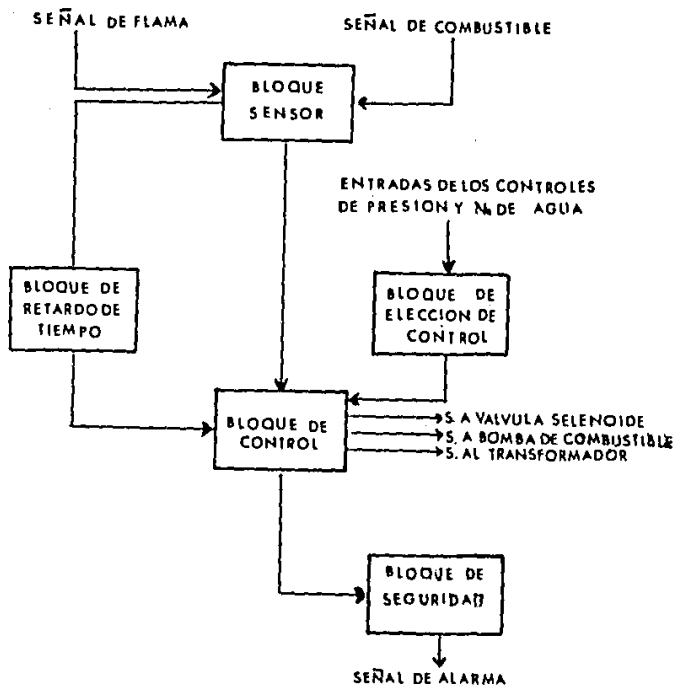 SEÑAL DE FLAMA
SEÑAL DE COMBUSTIBLE
BLOQUE
SENSOR
ENTRADAS DE LOS CONTROLES
DE PRESION Y DE AGUA
BLOQUE DE
RETARDO DE
TIEMPO
BLOQUE DE
ELECCION DE
CONTROL
BLOQUE DE
CONTROL
S. A VALVULA SELENOIDE
S. A BOMBA DE COMBUSTIBLE
S. AL TRANSFORMADOR
BLOQUE DE
SEGURIDAD
SEÑAL DE ALARMA